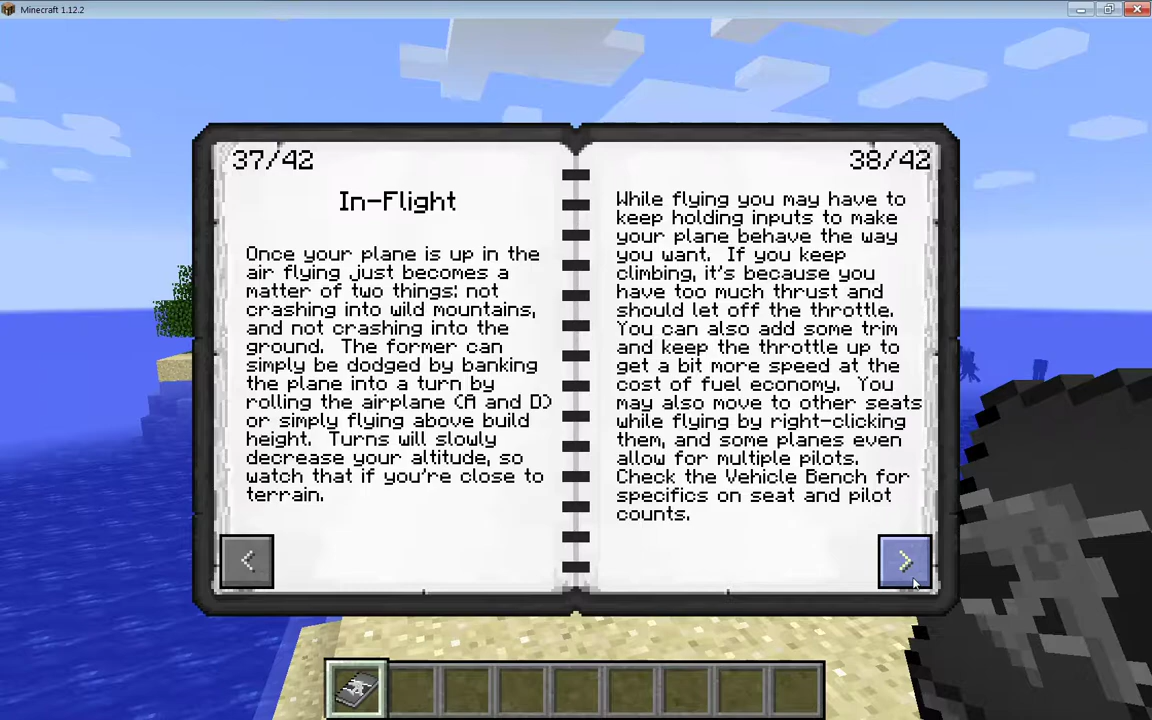 Minecraft 1.12.2
37/42
In-Flight
Once your plane is up in the
air flying just becomes a
matter of two things: not
crashing into wild mountains,
and not crashing into the
ground.  The former can
simply be dodged by banking
the plane into a turn by
rolling the airplane (A and D)
or simply flying above build
height.  Turns will slowly
decrease your altitude, so
watch that if you're close to
terrain.
38/42
While flying you may have to
keep holding inputs to make
your plane behave the way
you want.  If you keep
climbing, it's because you
have too much thrust and
should let off the throttle.
You can also add some trim
and keep the throttle up to
get a bit more speed at the
cost of fuel economy.  You
may also move to other seats
while flying by right-clicking
them, and some planes even
allow for multiple pilots.
Check the Vehicle Bench for
specifics on seat and pilot
counts.
<
>